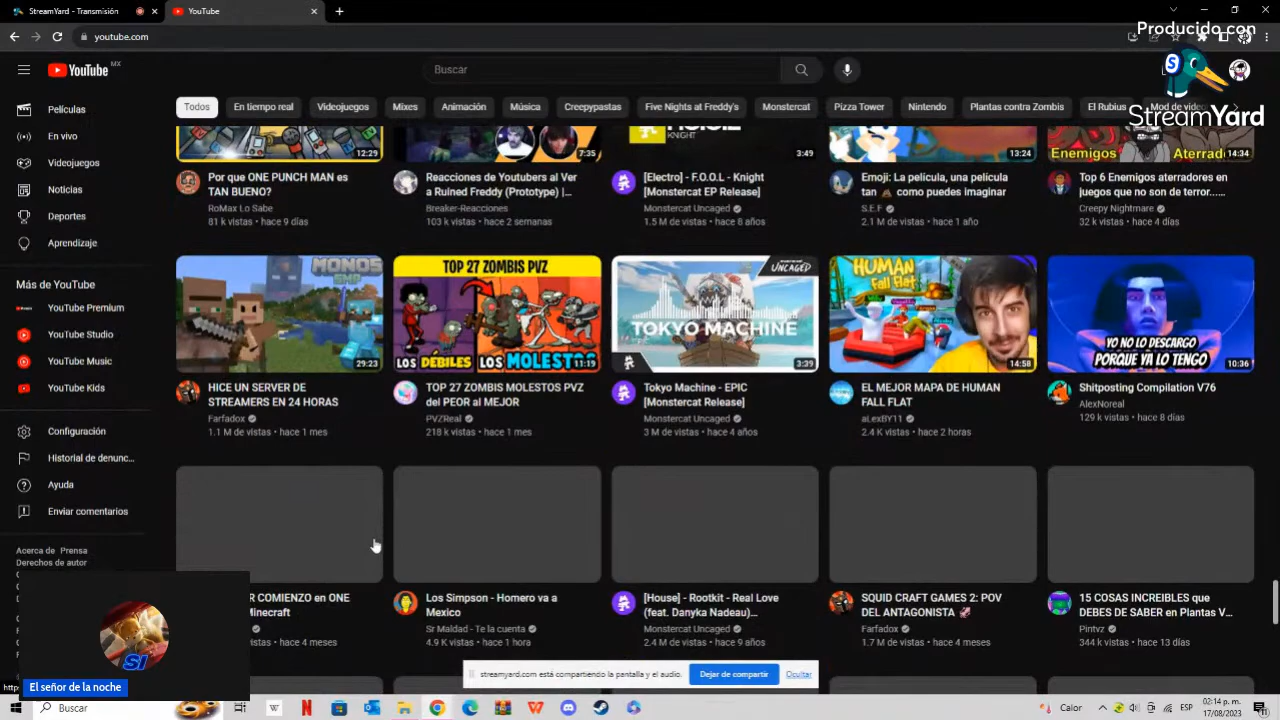 StreamYard - Transmisión
YouTube
youtube.com
Producido con
StreamYard
YouTube MX
Buscar
Todos
En tiempo real
Videojuegos
Mixes
Animación
Música
Creepypastas
Five Nights at Freddy's
Monstercat
Pizza Tower
Nintendo
Plantas contra Zombis
El Rubius
Películas
En vivo
Videojuegos
Noticias
Deportes
Aprendizaje
Más de YouTube
YouTube Premium
YouTube Studio
YouTube Music
YouTube Kids
Configuración
Historial de denunc...
Ayuda
Enviar comentarios
Acerca de Prensa
Derechos de autor
12:29
7:35
KNIGHT
3:49
13:24
Enemigos
14:34
Por que ONE PUNCH MAN es
TAN BUENO?
RoMax Lo Sabe
81 k vistas • hace 9 días
Reacciones de Youtubers al Ver
a Ruined Freddy (Prototype) |...
Breaker-Reacciones
103 k vistas • hace 2 semanas
[Electro] - F.O.O.L - Knight
[Monstercat EP Release]
Monstercat Uncaged
1.5 M de vistas • hace 8 años
Emoji: La película, una película
tan 💩 como puedes imaginar
S.E.F
2.1 M de vistas • hace 1 año
Top 6 Enemigos aterradores en
juegos que no son de terror.....
Creepy Nightmare
32 k vistas • hace 4 días
MONOS
SMP
29:23
TOP 27 ZOMBIS PVZ
LOS DÉBILES
LOS MOLESTOS
11:19
UNCAGED
TOKYO MACHINE
3:39
HUMAN
Fall Flat
14:58
YO NO LO DESCARGO
PORQUE YA LO TENGO
10:36
HICE UN SERVER DE
STREAMERS EN 24 HORAS
Farfadox
1.1 M de vistas • hace 1 mes
TOP 27 ZOMBIS MOLESTOS PVZ
del PEOR al MEJOR
PVZReal
218 k vistas • hace 1 mes
Tokyo Machine - EPIC
[Monstercat Release]
Monstercat Uncaged
3 M de vistas • hace 4 años
EL MEJOR MAPA DE HUMAN
FALL FLAT
aLexBY11
2.4 K vistas • hace 2 horas
Shitposting Compilation V76
AlexNoreal
129 k vistas • hace 8 días
R COMIENZO en ONE
Minecraft
stas • hace 4 meses
Los Simpson - Homero va a
Mexico
Sr Maldad - Te la cuento
4.9 K vistas • hace 1 hora
[House] - Rootkit - Real Love
(feat. Danyka Nadeau)...
Monstercat Uncaged
2.4 M de vistas • hace 9 años
SQUID CRAFT GAMES 2: POV
DEL ANTAGONISTA
Farfadox
1.7 M de vistas • hace 4 meses
15 COSAS INCREIBLES que
DEBES DE SABER en Plantas V...
Pintvz
344 k vistas • hace 13 días
SI
El señor de la noche
streamyard.com está compartiendo la pantalla y el audio.
Dejar de compartir
Ocultar
Buscar
Calor
ESP
02:14 p. m.
17/08/2023